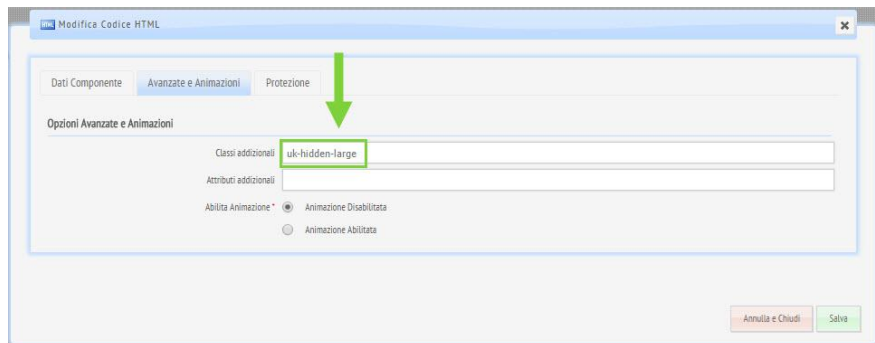 HTML Modifica Codice HTML
Dati Componente Avanzate e Animazioni Protezione
Opzioni Avanzate e Animazioni
Classi addizionali uk-hidden-large
Attributi addizionali
Abilita Animazione * Animazione Disabilitata
Animazione Abilitata
Annulla e Chiudi Salva